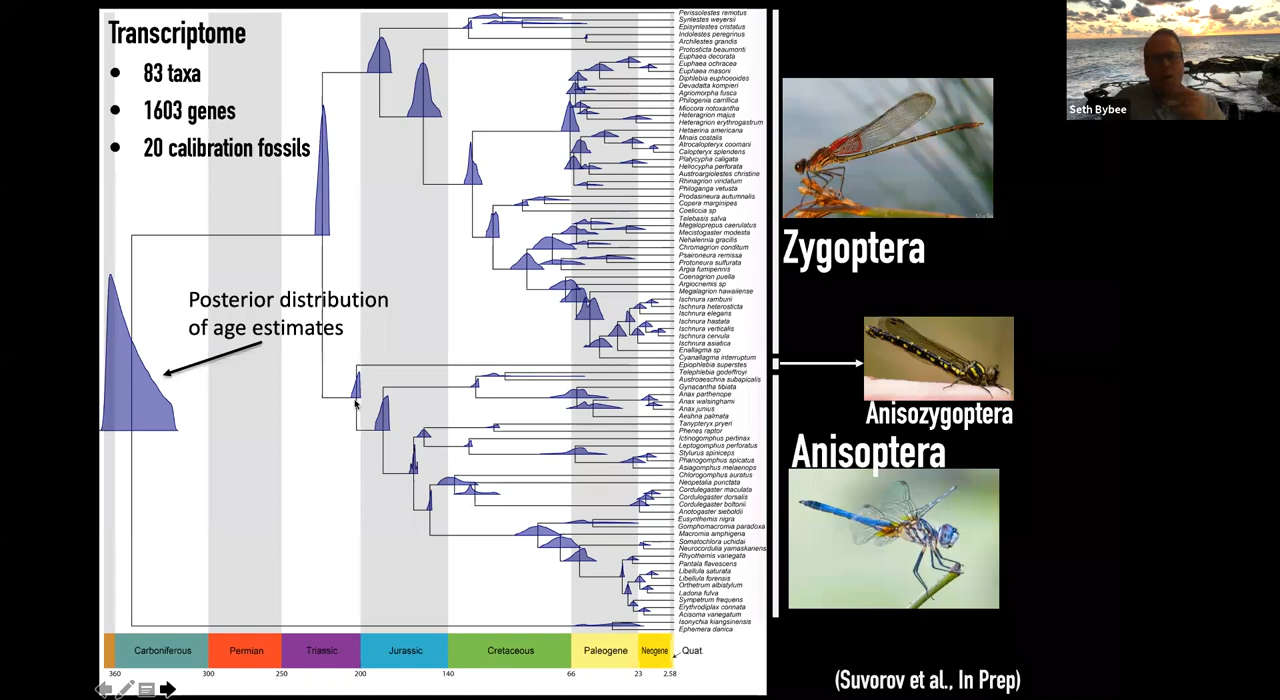 Transcriptome
• 83 taxa
• 1603 genes
• 20 calibration fossils
Posterior distribution
of age estimates
Perissolestes remotus
Synlestes weyersii
Episynlestes cristatus
Indolestes peregrinus
Archilestes grandis
Protosticta beaumonti
Euphaea decorata
Euphaea ochracea
Euphaea masoni
Diphlebia euphoeoides
Devadatta kompieri
Agriomorpha fusca
Philogenia carrillica
Miocora notoxantha
Heteragrion majus
Heteragrion erythrogastrum
Hetaerina americana
Mnais costalis
Atrocalopteryx coomani
Calopteryx splendens
Platycypha caligata
Heliocypha perforata
Austroargiolestes christine
Rhinagrion viridatum
Philoganga vetusta
Prodasineura autumnalis
Copera marginipes
Coeliccia sp
Telebasis salva
Megaloprepus caerulatus
Mecistogaster modesta
Nehalennia gracilis
Chromagrion conditum
Psaironeura remissa
Protoneura sulfurata
Argia fumipennis
Coenagrion puella
Argiocnemis sp
Megalagrion hawaiiense
Ischnura ramburii
Ischnura heterosticta
Ischnura elegans
Ischnura hastata
Ischnura verticalis
Ischnura cervula
Ischnura asiatica
Enallagma sp
Cyanallagma interruptum
Epiophlebia superstes
Telephlebia godeffroyi
Austroaeschna subapicalis
Gynacantha tibiata
Anax parthenope
Anax walsinghami
Anax junius
Aeshna palmata
Tanypteryx pryeri
Phenes raptor
Ictinogomphus pertinax
Leptogomphus perforatus
Stylurus spiniceps
Phanogomphus spicatus
Asiagomphus melaenops
Chlorogomphus auratus
Neopetalia punctata
Cordulegaster maculata
Cordulegaster dorsalis
Cordulegaster boltonii
Anotogaster sieboldii
Eusynthemis nigra
Gomphomacromia paradoxa
Macromia amphigena
Somatochlora uchidai
Neurocordulia yamaskanensis
Rhyothemis variegata
Pantala flavescens
Libellula saturata
Libellula forensis
Orthetrum albistylum
Ladona fulva
Sympetrum frequens
Erythrodiplax connata
Acisoma variegatum
Isonychia kiangsinensis
Ephemera danica
Carboniferous Permian Triassic Jurassic Cretaceous Paleogene Neogene Quat.
360 300 250 200 140 66 23 2.58
Zygoptera
Anisozygoptera
Anisoptera
(Suvorov et al., In Prep)
Seth Bybee